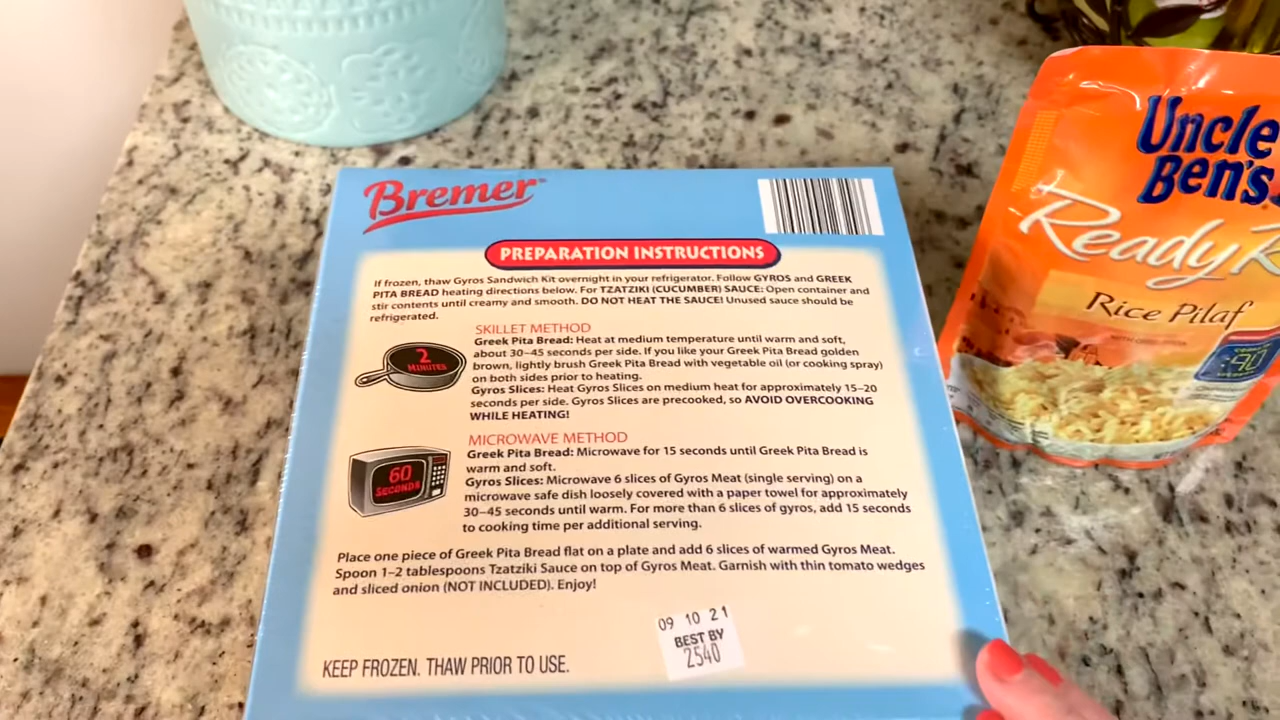 Bremer
PREPARATION INSTRUCTIONS
If frozen, thaw Gyros Sandwich Kit overnight in your refrigerator. Follow GYROS and GREEK
PITA BREAD heating directions below. For TZATZIKI (CUCUMBER) SAUCE: Open container and
stir contents until creamy and smooth. DO NOT HEAT THE SAUCE! Unused sauce should be
refrigerated.
SKILLET METHOD
Greek Pita Bread: Heat at medium temperature until warm and soft,
about 30–45 seconds per side. If you like your Greek Pita Bread golden
brown, lightly brush Greek Pita Bread with vegetable oil (or cooking spray)
on both sides prior to heating.
Gyros Slices: Heat Gyros Slices on medium heat for approximately 15–20
seconds per side. Gyros Slices are precooked, so AVOID OVERCOOKING
WHILE HEATING!
2
MINUTES
MICROWAVE METHOD
Greek Pita Bread: Microwave for 15 seconds until Greek Pita Bread is
warm and soft.
Gyros Slices: Microwave 6 slices of Gyros Meat (single serving) on a
microwave safe dish loosely covered with a paper towel for approximately
30–45 seconds until warm. For more than 6 slices of gyros, add 15 seconds
to cooking time per additional serving.
60
SECONDS
Place one piece of Greek Pita Bread flat on a plate and add 6 slices of warmed Gyros Meat.
Spoon 1–2 tablespoons Tzatziki Sauce on top of Gyros Meat. Garnish with thin tomato wedges
and sliced onion (NOT INCLUDED). Enjoy!
09 10 21
BEST BY
2540
KEEP FROZEN. THAW PRIOR TO USE.
Uncle
Ben's
Ready R
Rice Pilaf
90